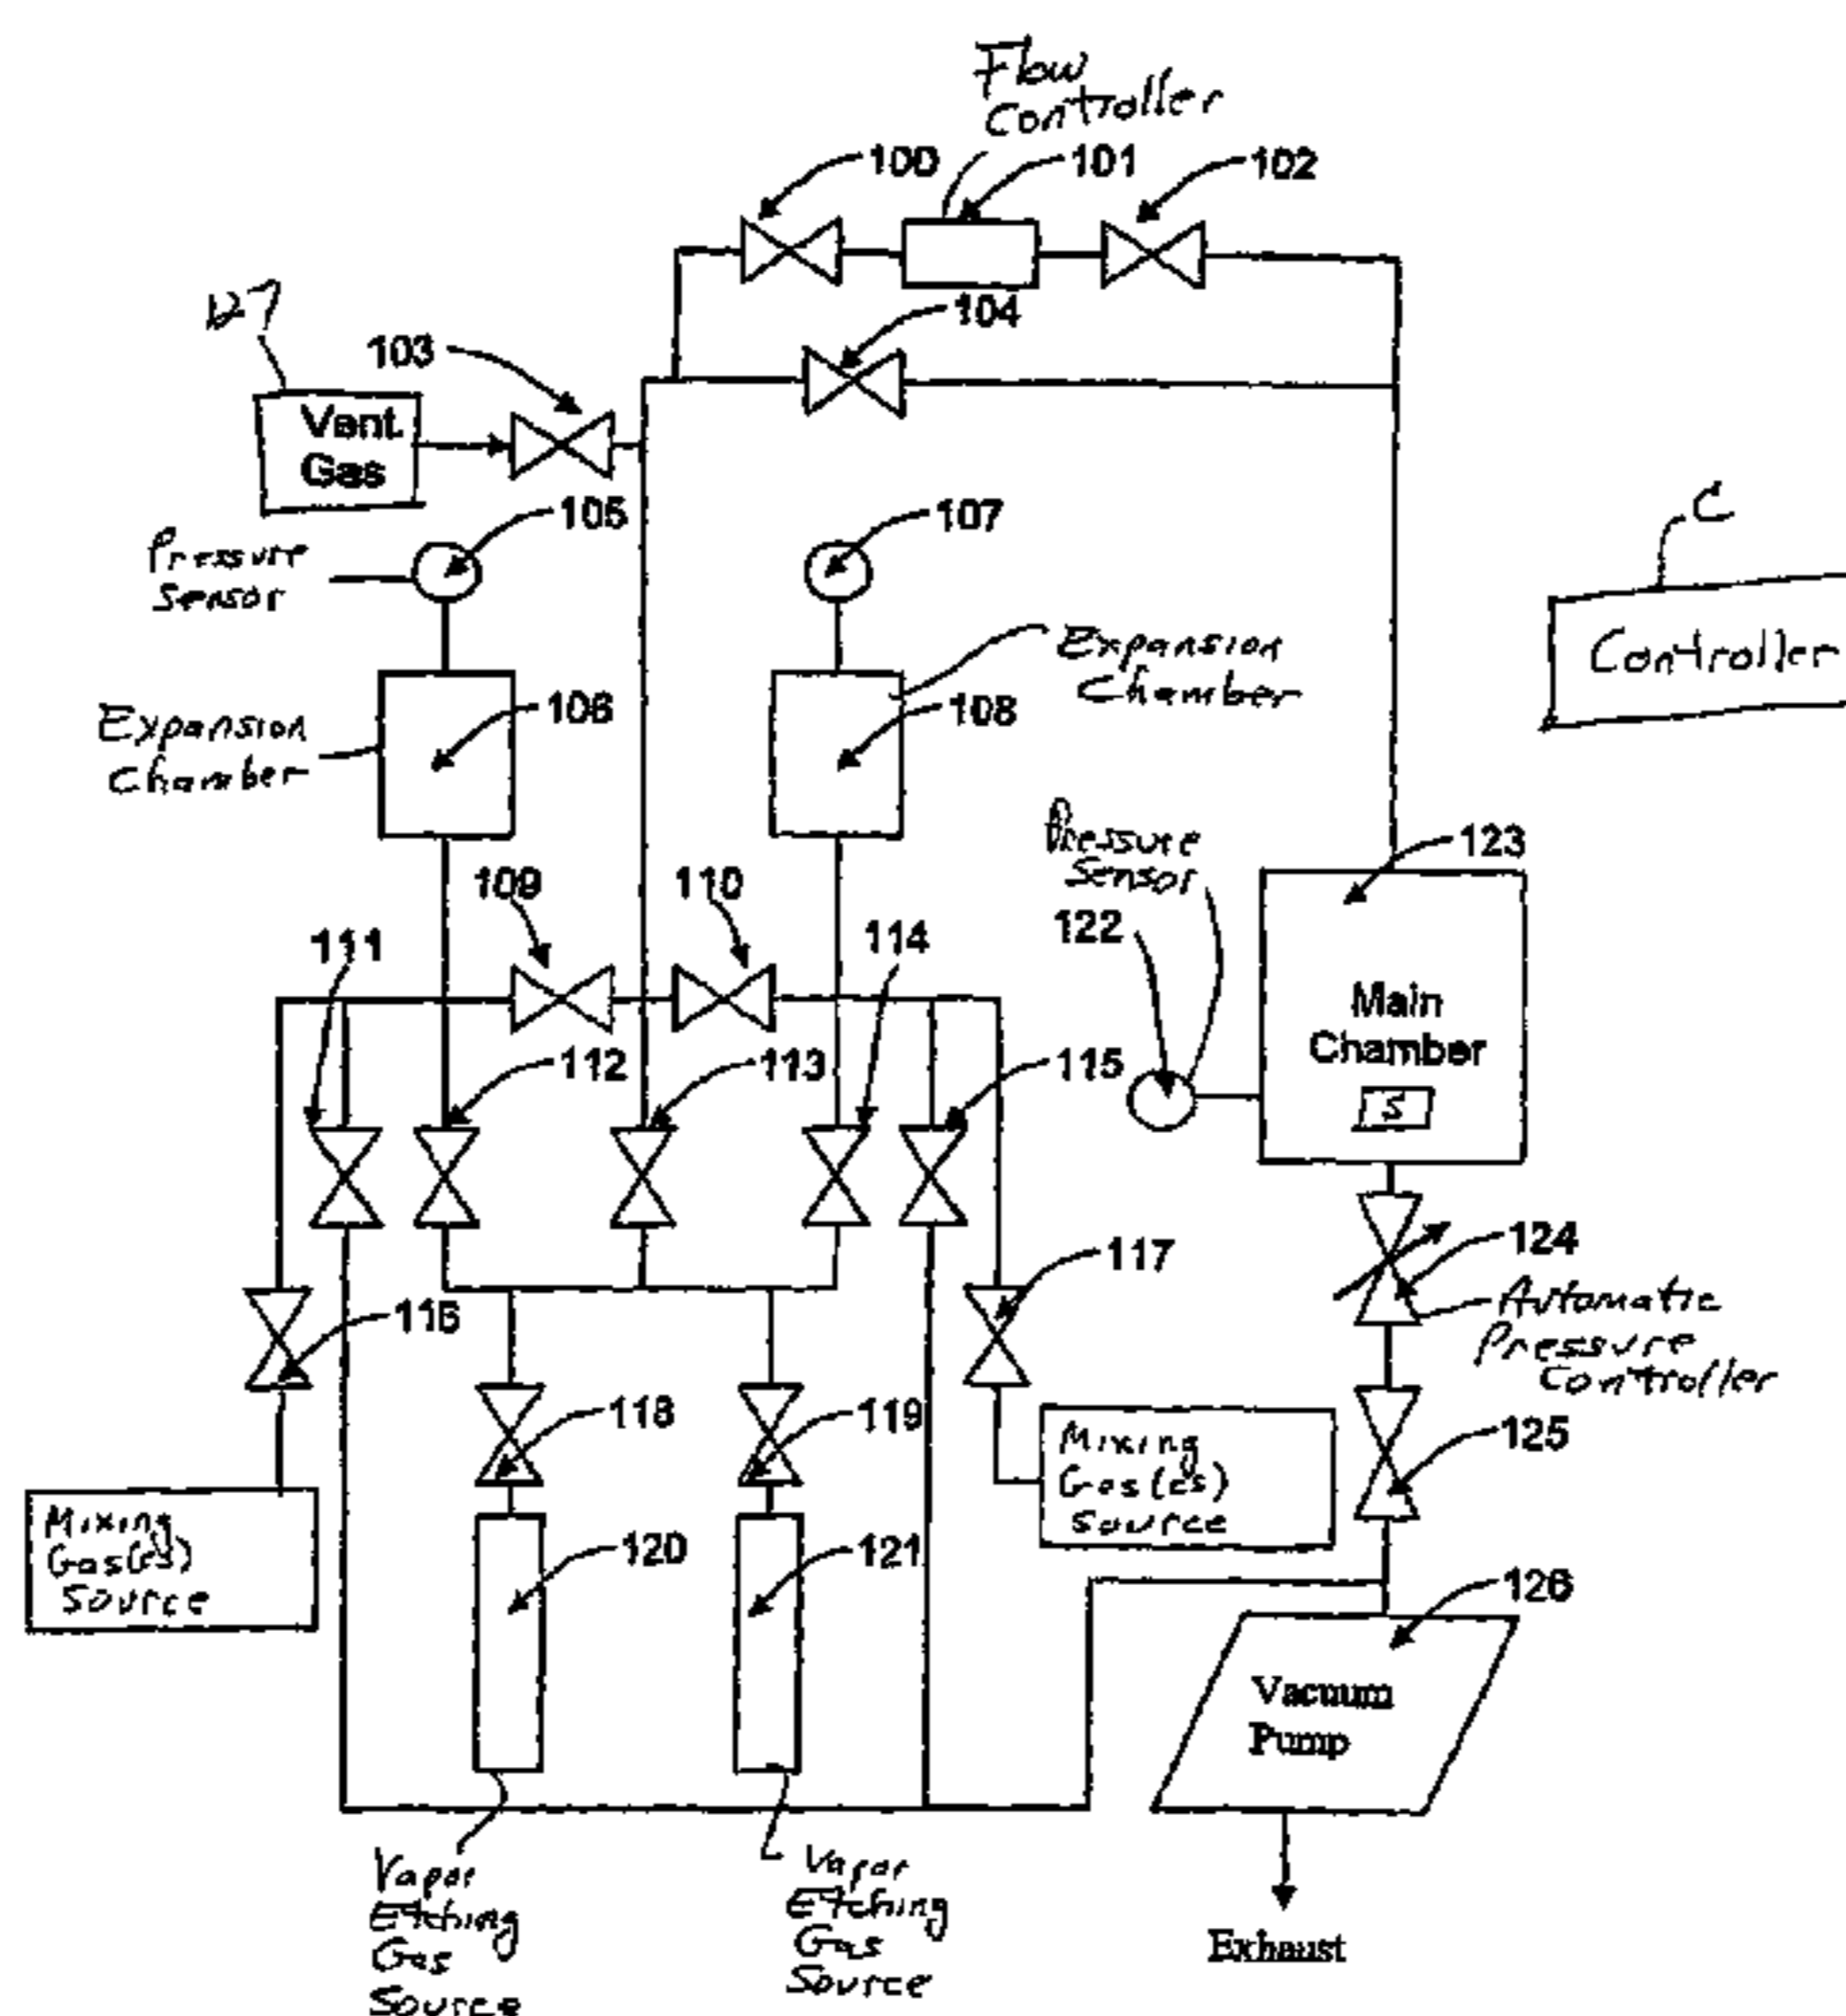 Flow
Controller
100
101
102
127
103
104
Vent.
Gas
105
107
Pressure
Sensor
C
Controller
Expansion
Chamber
106
Expansion
Chamber
108
Pressure
Sensor
122
123
109
110
111
114
Main
Chamber
S
112
113
115
116
117
124
Automatic
Pressure
Controller
118
119
125
Mixing
Gas(es)
Source
Mixing
Gas(es)
Source
120
121
126
Vacuum
Pump
Vapor
Etching
Gas
Source
Vapor
Etching
Gas
Source
Exhaust